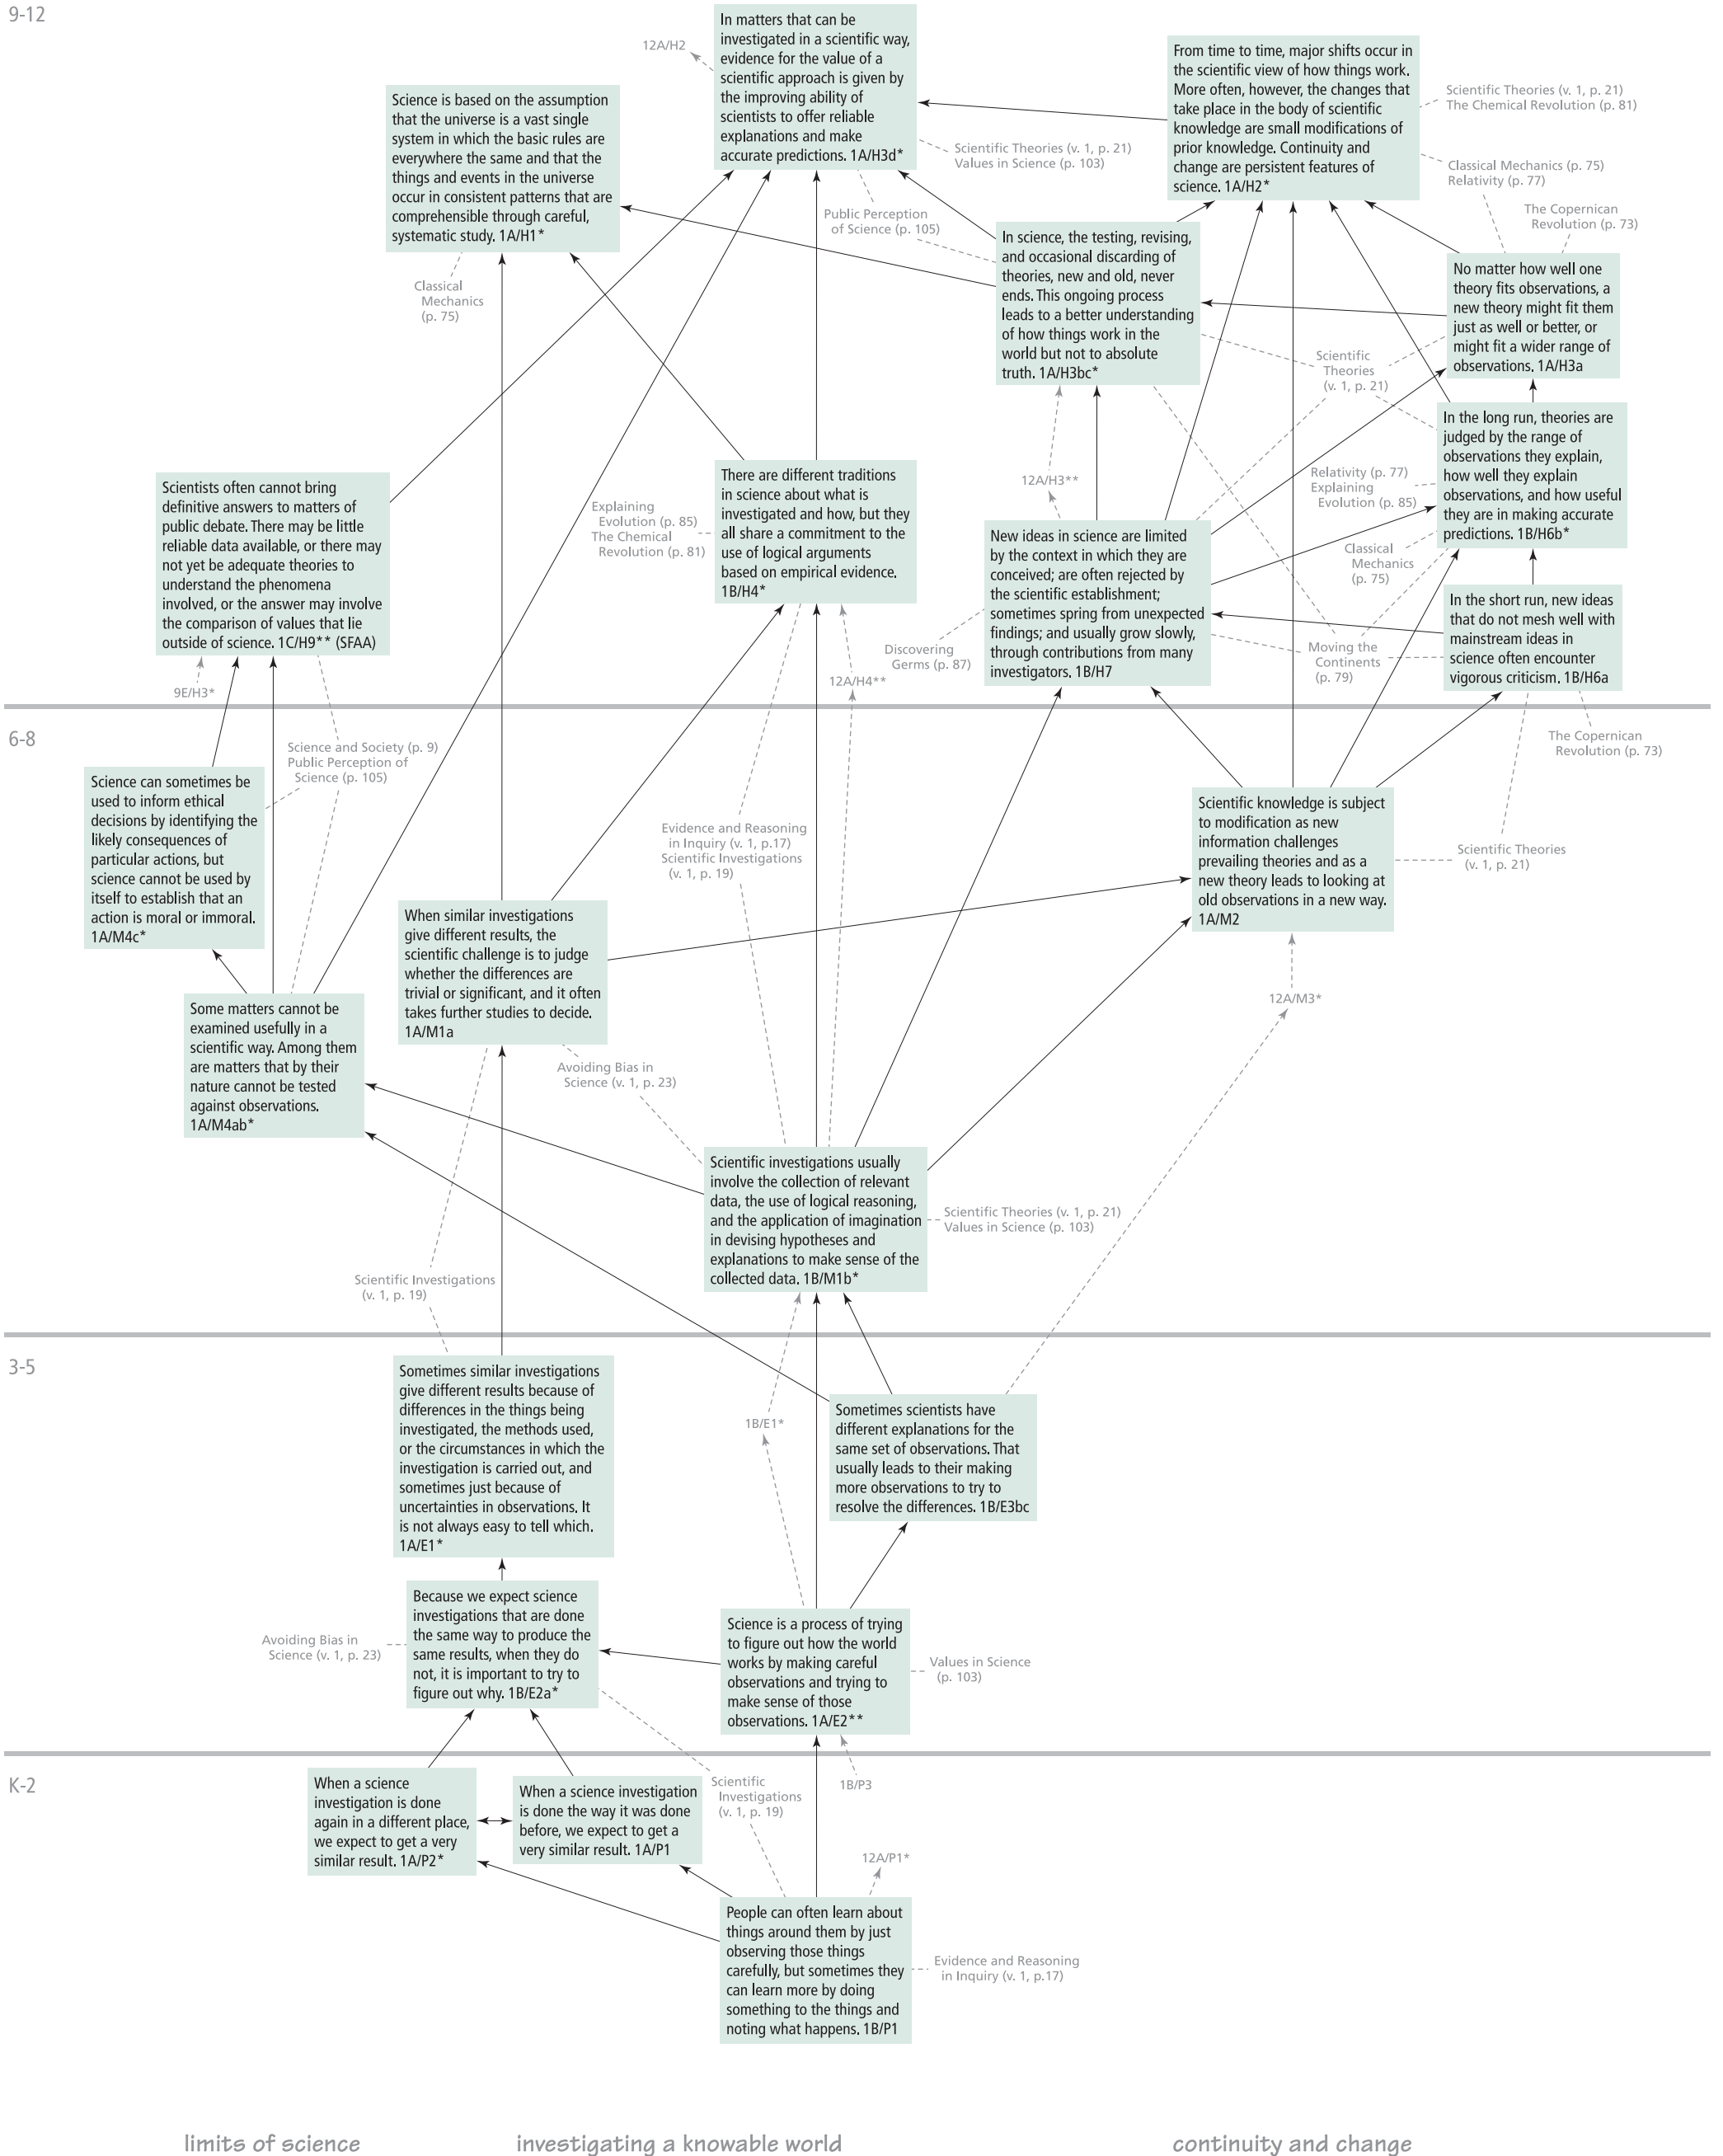 9-12
In matters that can be
investigated in a scientific way,
evidence for the value of a
scientific approach is given by
the improving ability of
scientists to offer reliable
explanations and make
accurate predictions. 1A/H3d*
12A/H2
From time to time, major shifts occur in
the scientific view of how things work.
More often, however, the changes that
take place in the body of scientific
knowledge are small modifications of
prior knowledge. Continuity and
change are persistent features of
science. 1A/H2*
Scientific Theories (v. 1, p. 21)
The Chemical Revolution (p. 81)
Science is based on the assumption
that the universe is a vast single
system in which the basic rules are
everywhere the same and that the
things and events in the universe
occur in consistent patterns that are
comprehensible through careful,
systematic study. 1A/H1*
Scientific Theories (v. 1, p. 21)
Values in Science (p. 103)
Classical Mechanics (p. 75)
Relativity (p. 77)
The Copernican
Revolution (p. 73)
Public Perception
of Science (p. 105)
In science, the testing, revising,
and occasional discarding of
theories, new and old, never
ends. This ongoing process
leads to a better understanding
of how things work in the
world but not to absolute
truth. 1A/H3bc*
No matter how well one
theory fits observations, a
new theory might fit them
just as well or better, or
might fit a wider range of
observations. 1A/H3a
Classical
Mechanics
(p. 75)
Scientific
Theories
(v. 1, p. 21)
In the long run, theories are
judged by the range of
observations they explain,
how well they explain
observations, and how useful
they are in making accurate
predictions. 1B/H6b*
Scientists often cannot bring
definitive answers to matters of
public debate. There may be little
reliable data available, or there may
not yet be adequate theories to
understand the phenomena
involved, or the answer may involve
the comparison of values that lie
outside of science. 1C/H9** (SFAA)
There are different traditions
in science about what is
investigated and how, but they
all share a commitment to the
use of logical arguments
based on empirical evidence.
1B/H4*
Explaining
Evolution (p. 85)
The Chemical
Revolution (p. 81)
12A/H3**
Relativity (p. 77)
Explaining
Evolution (p. 85)
New ideas in science are limited
by the context in which they are
conceived; are often rejected by
the scientific establishment;
sometimes spring from unexpected
findings; and usually grow slowly,
through contributions from many
investigators. 1B/H7
Classical
Mechanics
(p. 75)
In the short run, new ideas
that do not mesh well with
mainstream ideas in
science often encounter
vigorous criticism. 1B/H6a
Discovering
Germs (p. 87)
Moving the
Continents
(p. 79)
9E/H3*
12A/H4**
6-8
Science and Society (p. 9)
Public Perception of
Science (p. 105)
The Copernican
Revolution (p. 73)
Science can sometimes be
used to inform ethical
decisions by identifying the
likely consequences of
particular actions, but
science cannot be used by
itself to establish that an
action is moral or immoral.
1A/M4c*
Scientific knowledge is subject
to modification as new
information challenges
prevailing theories and as a
new theory leads to looking at
old observations in a new way.
1A/M2
Evidence and Reasoning
in Inquiry (v. 1, p.17)
Scientific Investigations
(v. 1, p. 19)
Scientific Theories
(v. 1, p. 21)
When similar investigations
give different results, the
scientific challenge is to judge
whether the differences are
trivial or significant, and it often
takes further studies to decide.
1A/M1a
Some matters cannot be
examined usefully in a
scientific way. Among them
are matters that by their
nature cannot be tested
against observations.
1A/M4ab*
12A/M3*
Avoiding Bias in
Science (v. 1, p. 23)
Scientific investigations usually
involve the collection of relevant
data, the use of logical reasoning,
and the application of imagination
in devising hypotheses and
explanations to make sense of the
collected data. 1B/M1b*
Scientific Theories (v. 1, p. 21)
Values in Science (p. 103)
Scientific Investigations
(v. 1, p. 19)
3-5
Sometimes similar investigations
give different results because of
differences in the things being
investigated, the methods used,
or the circumstances in which the
investigation is carried out, and
sometimes just because of
uncertainties in observations. It
is not always easy to tell which.
1A/E1*
1B/E1*
Sometimes scientists have
different explanations for the
same set of observations. That
usually leads to their making
more observations to try to
resolve the differences. 1B/E3bc
Because we expect science
investigations that are done
the same way to produce the
same results, when they do
not, it is important to try to
figure out why. 1B/E2a*
Avoiding Bias in
Science (v. 1, p. 23)
Science is a process of trying
to figure out how the world
works by making careful
observations and trying to
make sense of those
observations. 1A/E2**
Values in Science
(p. 103)
K-2
When a science
investigation is done
again in a different place,
we expect to get a very
similar result. 1A/P2*
When a science investigation
is done the way it was done
before, we expect to get a
very similar result. 1A/P1
Scientific
Investigations
(v. 1, p. 19)
1B/P3
12A/P1*
People can often learn about
things around them by just
observing those things
carefully, but sometimes they
can learn more by doing
something to the things and
noting what happens. 1B/P1
Evidence and Reasoning
in Inquiry (v. 1, p.17)
limits of science
investigating a knowable world
continuity and change